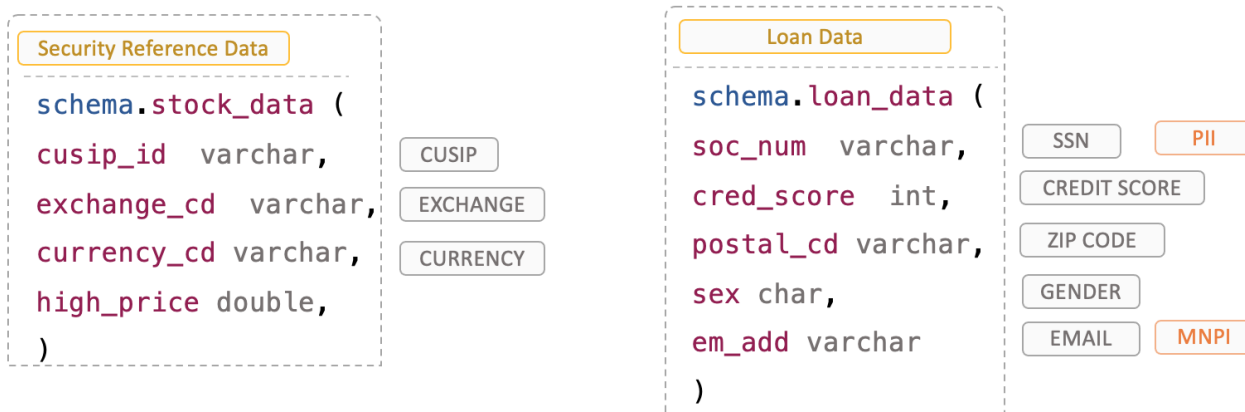 Security Reference Data
schema.stock_data (
cusip_id varchar,
CUSIP
exchange_cd varchar,
EXCHANGE
currency_cd varchar,
CURRENCY
high_price double,
)
Loan Data
schema.loan_data (
soc_num varchar,
SSN
PII
cred_score int,
CREDIT SCORE
postal_cd varchar,
ZIP CODE
sex char,
GENDER
em_add varchar
EMAIL
MNPI
)